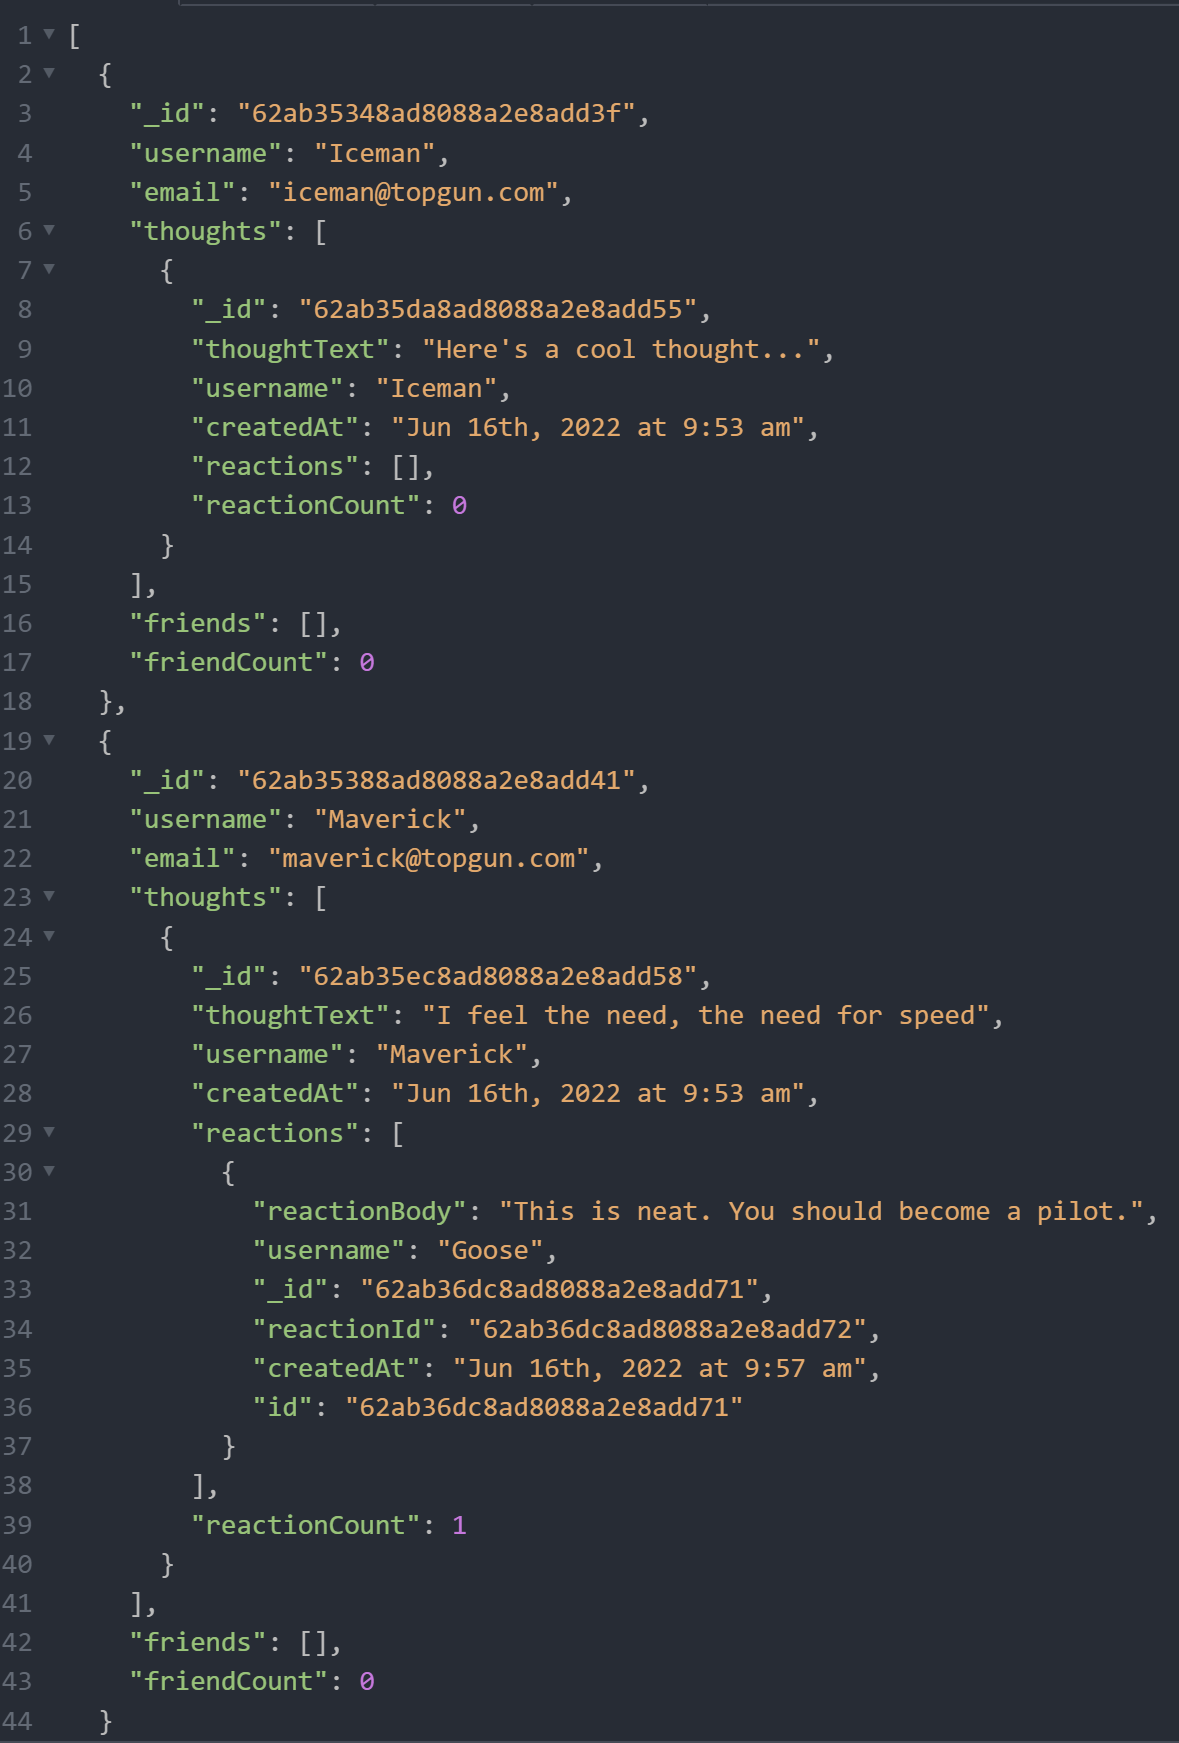 1 [
2 {
3 "_id": "62ab35348ad8088a2e8add3f",
4 "username": "Iceman",
5 "email": "iceman@topgun.com",
6 "thoughts": [
7 {
8 "_id": "62ab35da8ad8088a2e8add55",
9 "thoughtText": "Here's a cool thought...",
10 "username": "Iceman",
11 "createdAt": "Jun 16th, 2022 at 9:53 am",
12 "reactions": [],
13 "reactionCount": 0
14 }
15 ],
16 "friends": [],
17 "friendCount": 0
18 },
19 {
20 "_id": "62ab35388ad8088a2e8add41",
21 "username": "Maverick",
22 "email": "maverick@topgun.com",
23 "thoughts": [
24 {
25 "_id": "62ab35ec8ad8088a2e8add58",
26 "thoughtText": "I feel the need, the need for speed",
27 "username": "Maverick",
28 "createdAt": "Jun 16th, 2022 at 9:53 am",
29 "reactions": [
30 {
31 "reactionBody": "This is neat. You should become a pilot.",
32 "username": "Goose",
33 "_id": "62ab36dc8ad8088a2e8add71",
34 "reactionId": "62ab36dc8ad8088a2e8add72",
35 "createdAt": "Jun 16th, 2022 at 9:57 am",
36 "id": "62ab36dc8ad8088a2e8add71"
37 }
38 ],
39 "reactionCount": 1
40 }
41 ],
42 "friends": [],
43 "friendCount": 0
44 }